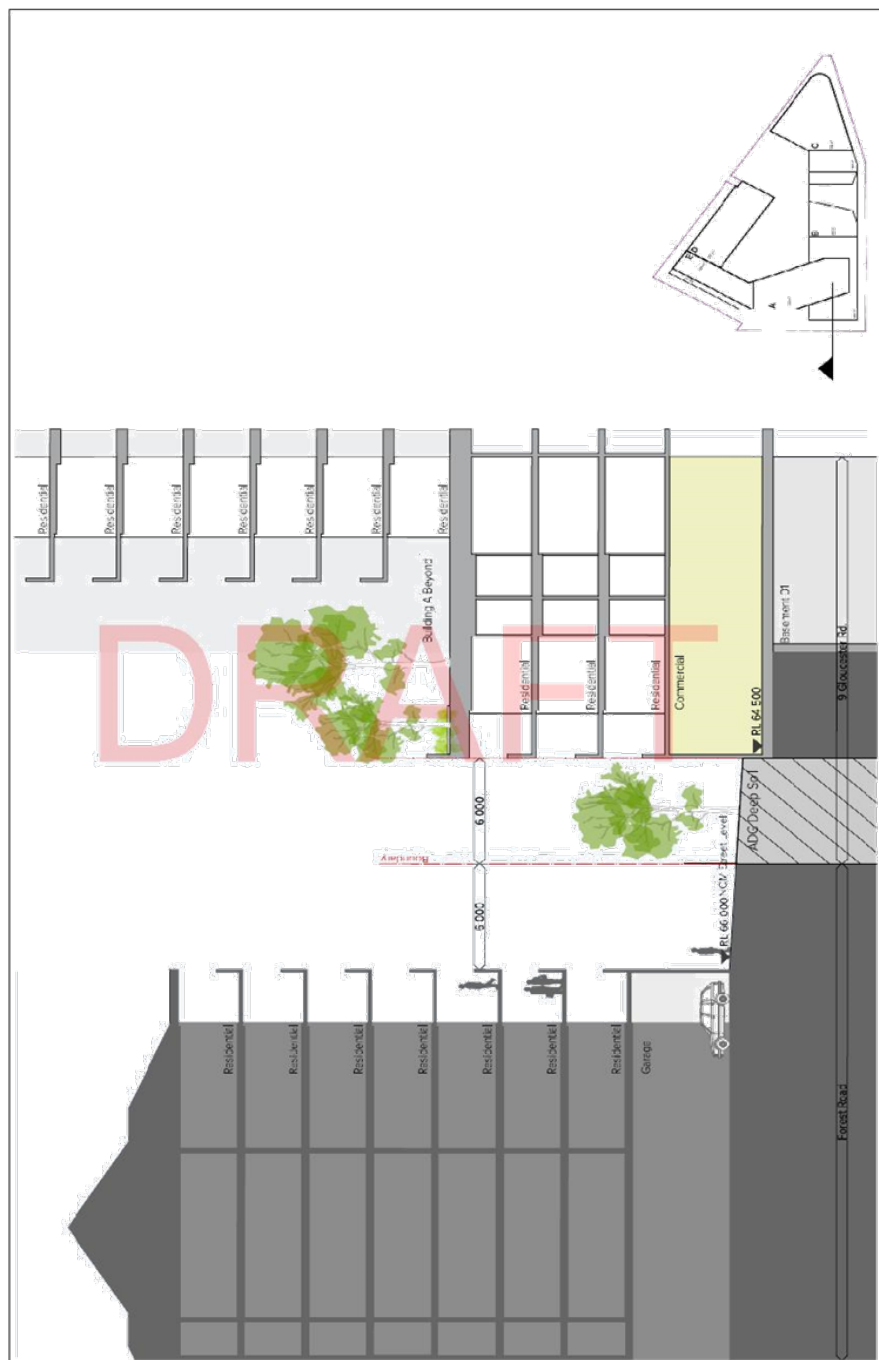 DRAFT
C
B
E
D
A
Residential
Residential
Residential
Residential
Residential
Residential
Residential
Building A Beyond
Residential
Residential
Residential
Commercial
RL 64 500
Basement 01
9 Gloucester Rd.
ADG Deep Soil
6 000
6 000
Boundary
RL 66 000 NGM Street Level
Residential
Residential
Residential
Residential
Residential
Residential
Residential
Garage
Forest Road